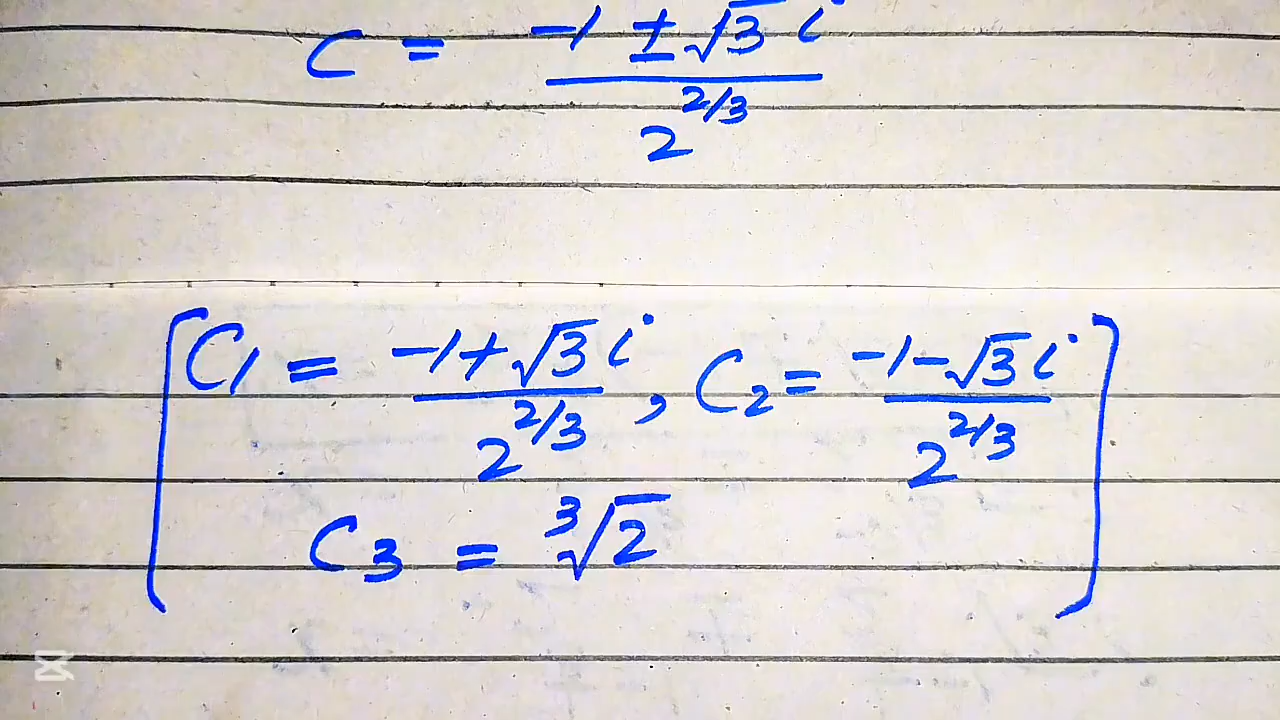 C = (-1 ± √3 i) / 2^(2/3)
C₁ = (-1 + √3 i) / 2^(2/3) , C₂ = (-1 - √3 i) / 2^(2/3)
C₃ = ∛2